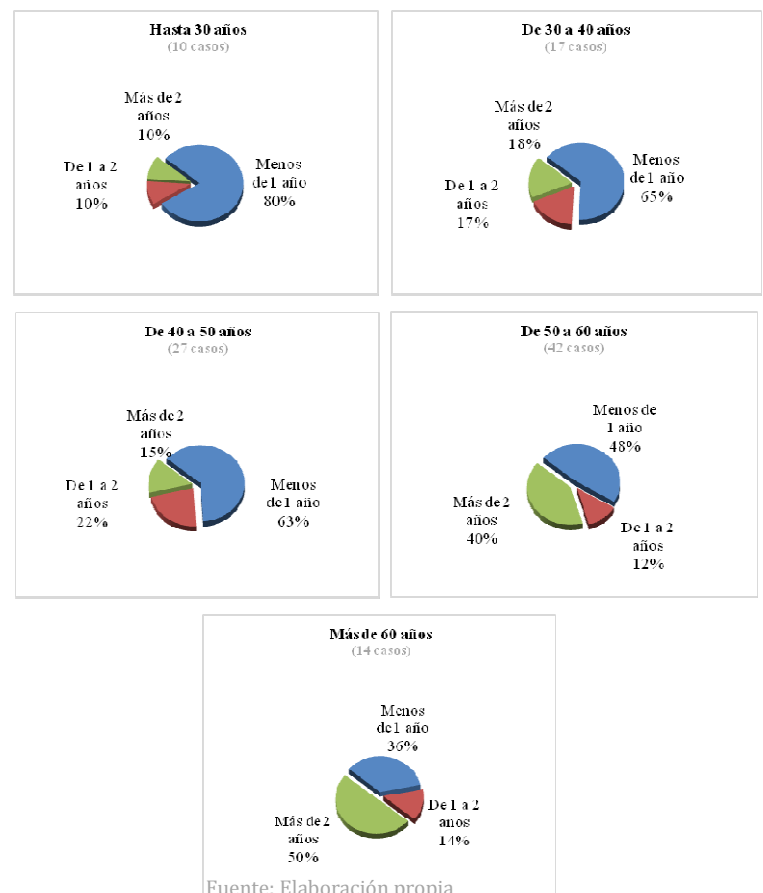 Hasta 30 años
(10 casos)
Más de 2
años
10%
De 1 a 2
años
10%
Menos
de 1 año
80%
De 30 a 40 años
(17 casos)
Más de 2
años
18%
De 1 a 2
años
17%
Menos
de 1 año
65%
De 40 a 50 años
(27 casos)
Más de 2
años
15%
De 1 a 2
años
22%
Menos
de 1 año
63%
De 50 a 60 años
(42 casos)
Menos de
1 año
48%
Más de 2
años
40%
De 1 a 2
años
12%
Más de 60 años
(14 casos)
Menos
de 1 año
36%
De 1 a 2
años
14%
Más de 2
años
50%
Fuente: Elaboración propia